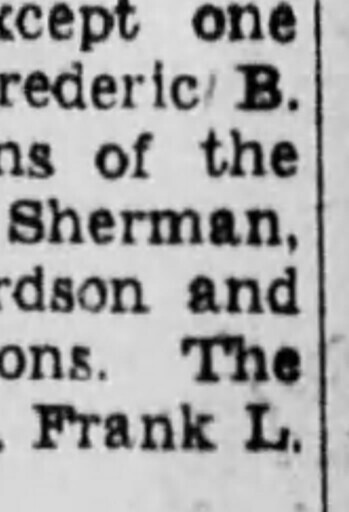 xcept one
rederic B.
ns of the
Sherman,
rdson and
ons. The
. Frank L.